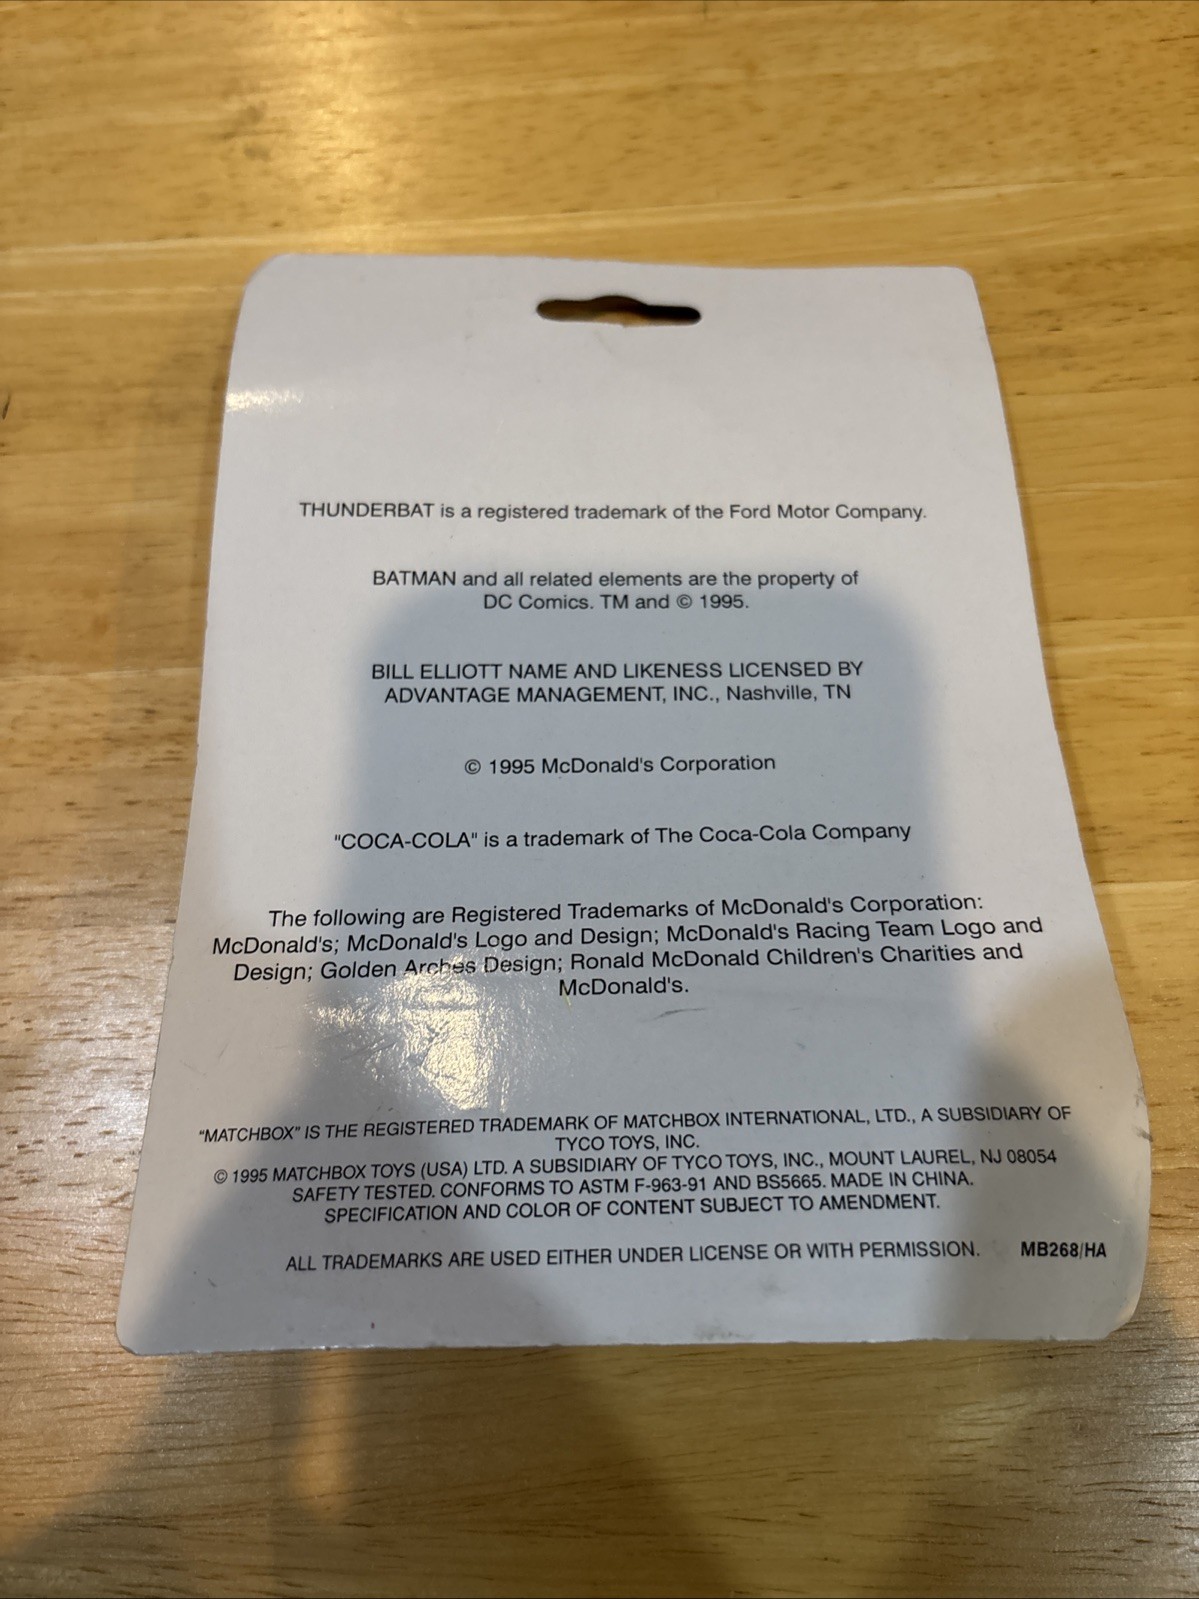 THUNDERBAT is a registered trademark of the Ford Motor Company.
BATMAN and all related elements are the property of
DC Comics. TM and © 1995.
BILL ELLIOTT NAME AND LIKENESS LICENSED BY
ADVANTAGE MANAGEMENT, INC., Nashville, TN
© 1995 McDonald's Corporation
"COCA-COLA" is a trademark of The Coca-Cola Company
The following are Registered Trademarks of McDonald's Corporation:
McDonald's; McDonald's Logo and Design; McDonald's Racing Team Logo and
Design; Golden Arches Design; Ronald McDonald Children's Charities and
McDonald's.
"MATCHBOX" IS THE REGISTERED TRADEMARK OF MATCHBOX INTERNATIONAL, LTD., A SUBSIDIARY OF
TYCO TOYS, INC.
© 1995 MATCHBOX TOYS (USA) LTD. A SUBSIDIARY OF TYCO TOYS, INC., MOUNT LAUREL, NJ 08054
SAFETY TESTED. CONFORMS TO ASTM F-963-91 AND BS5665. MADE IN CHINA.
SPECIFICATION AND COLOR OF CONTENT SUBJECT TO AMENDMENT.
ALL TRADEMARKS ARE USED EITHER UNDER LICENSE OR WITH PERMISSION. MB268/HA